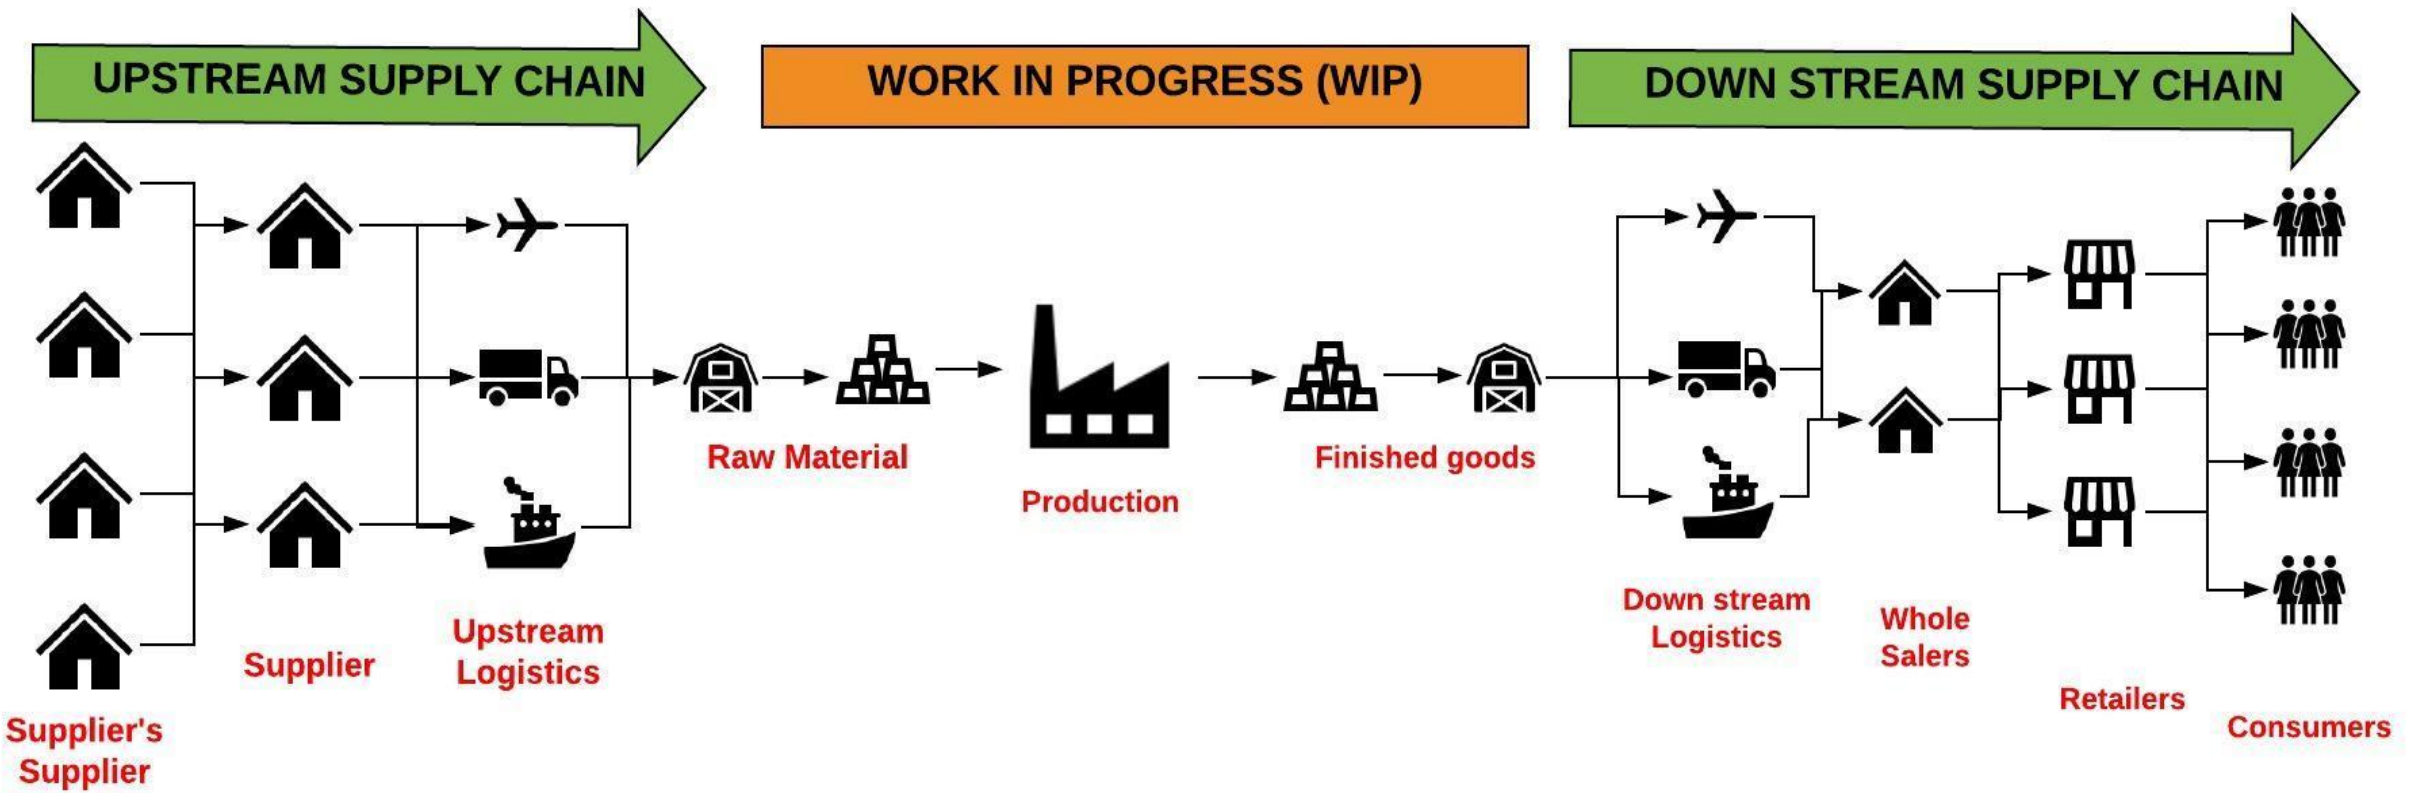 UPSTREAM SUPPLY CHAIN
WORK IN PROGRESS (WIP)
DOWN STREAM SUPPLY CHAIN
Supplier's
Supplier
Supplier
Upstream
Logistics
Raw Material
Production
Finished goods
Down stream
Logistics
Whole
Salers
Retailers
Consumers